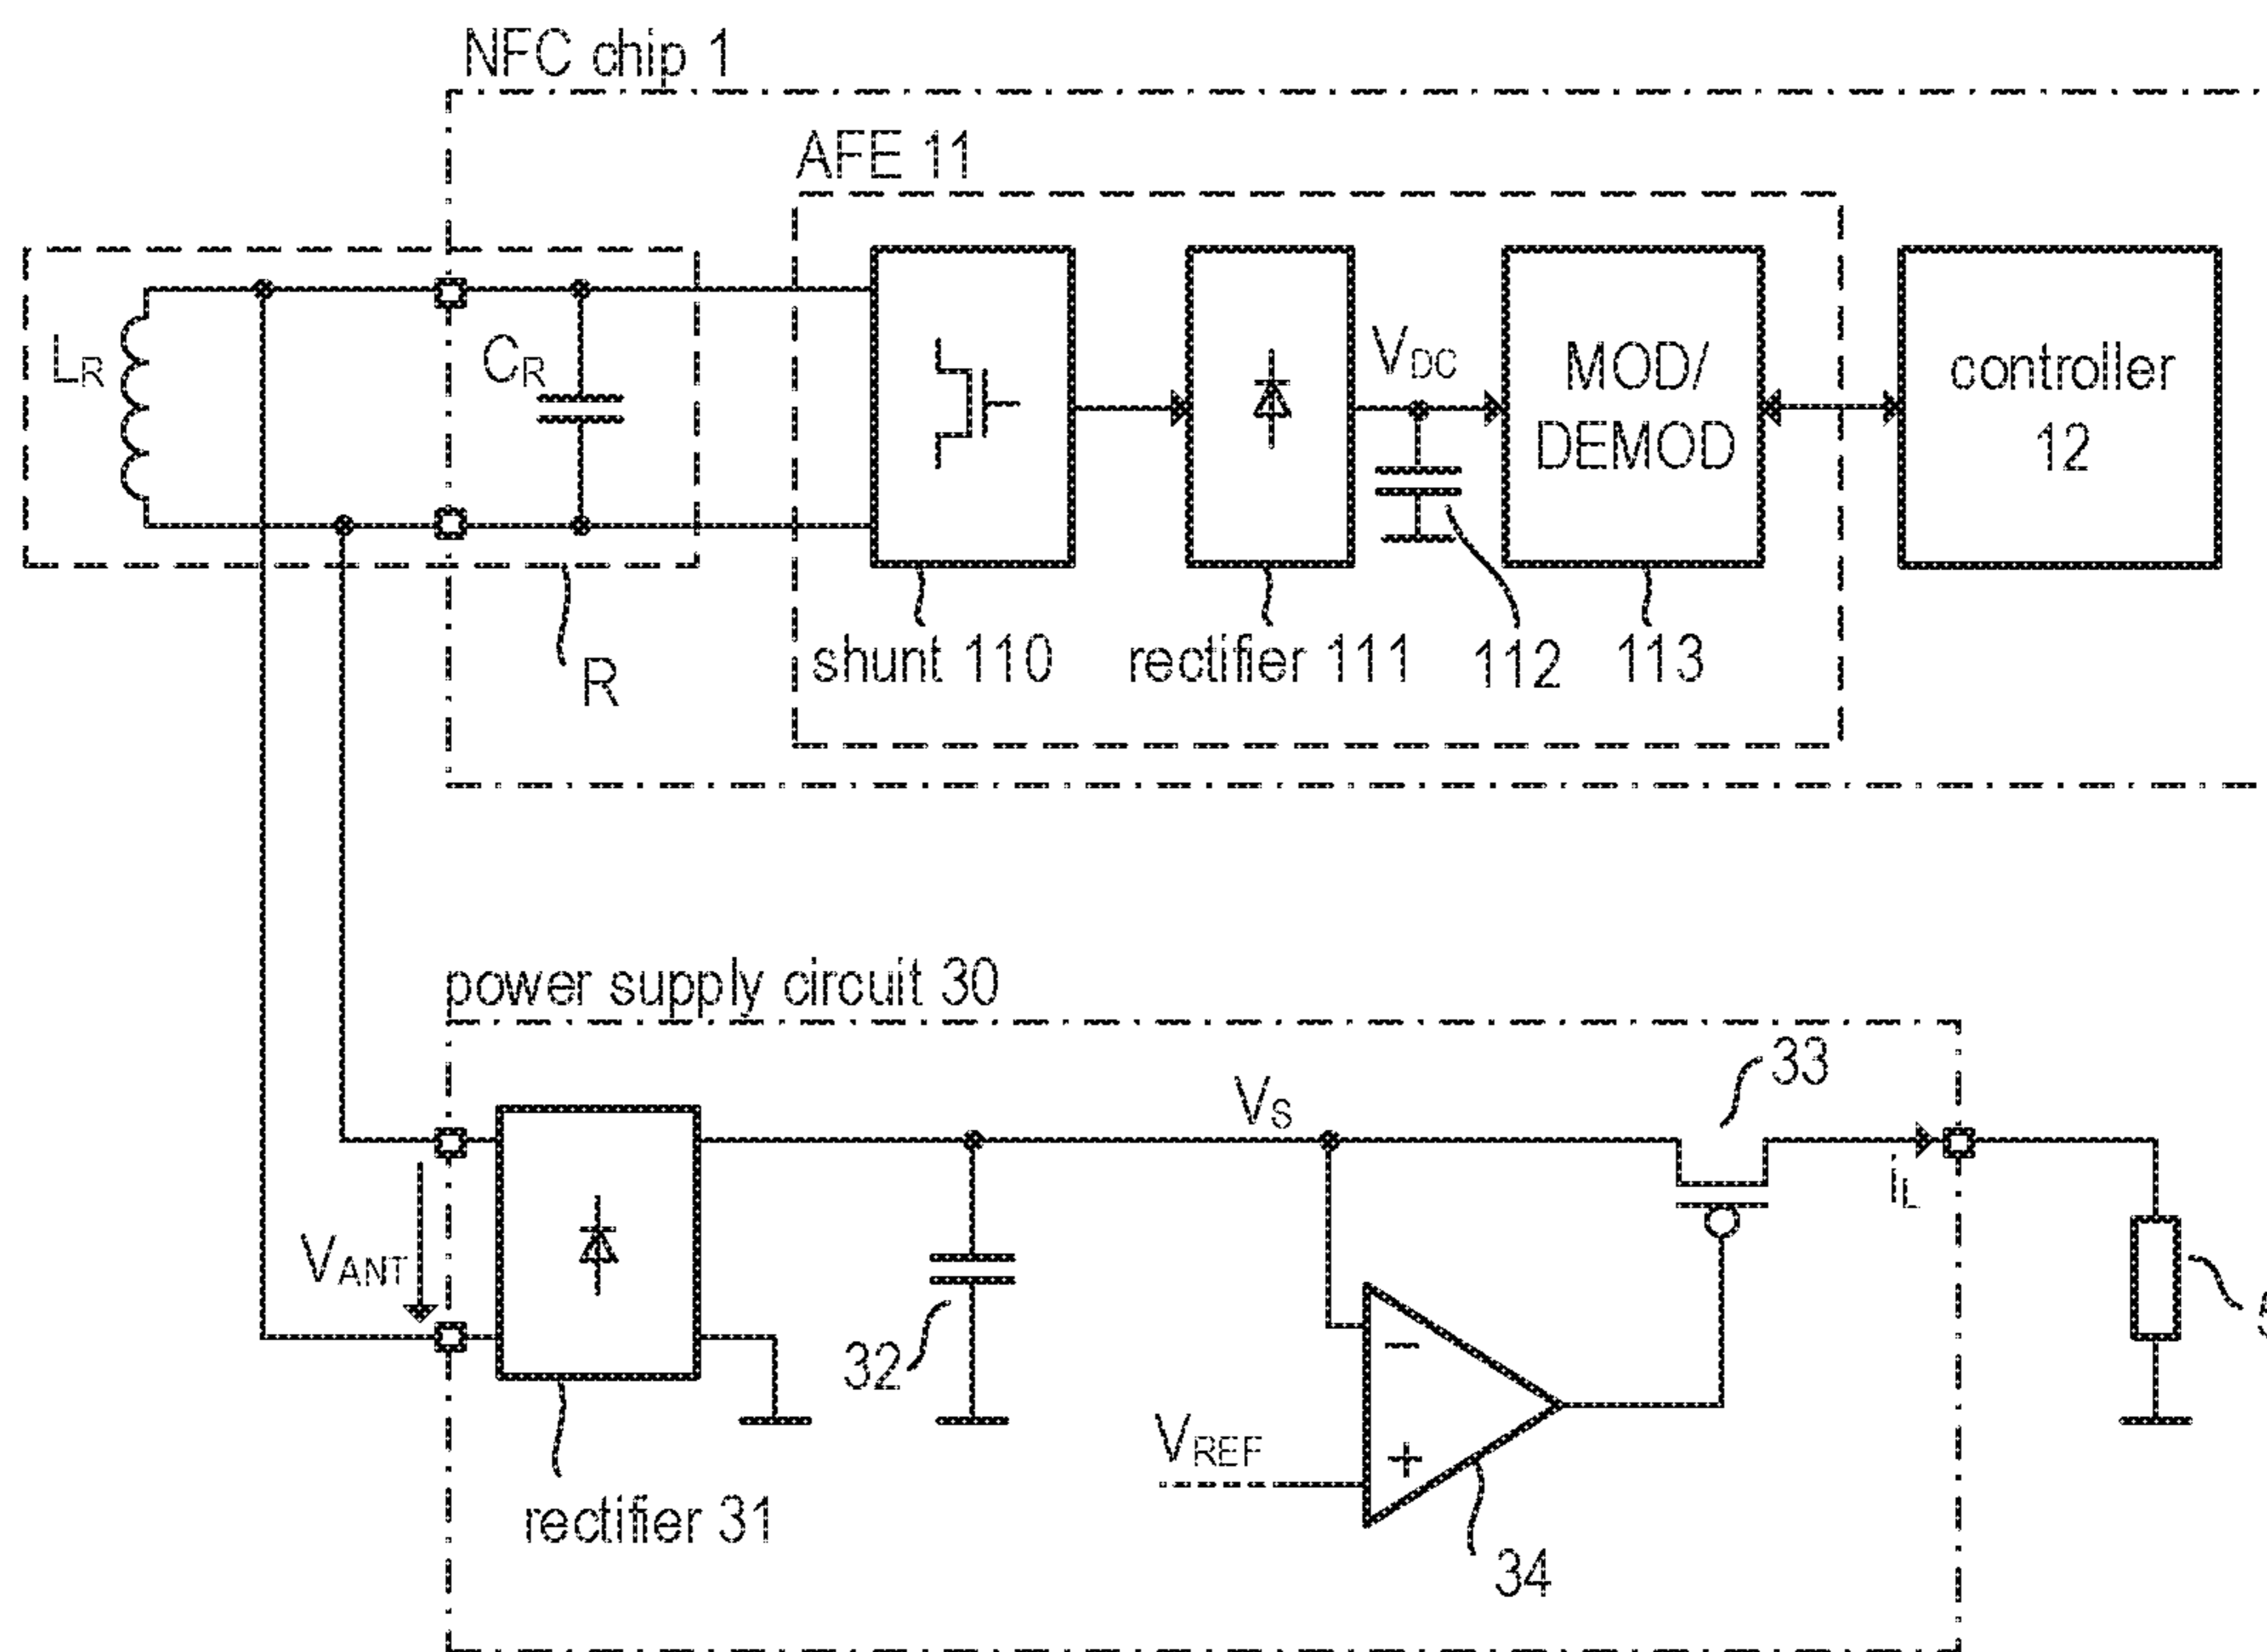 NFC chip 1
AFE 11
LR
CR
VDC
MOD/
DEMOD
controller
12
shunt 110
rectifier 111
112
113
R
power supply circuit 30
33
VS
iL
VANT
32
VREF
−
+
rectifier 31
34